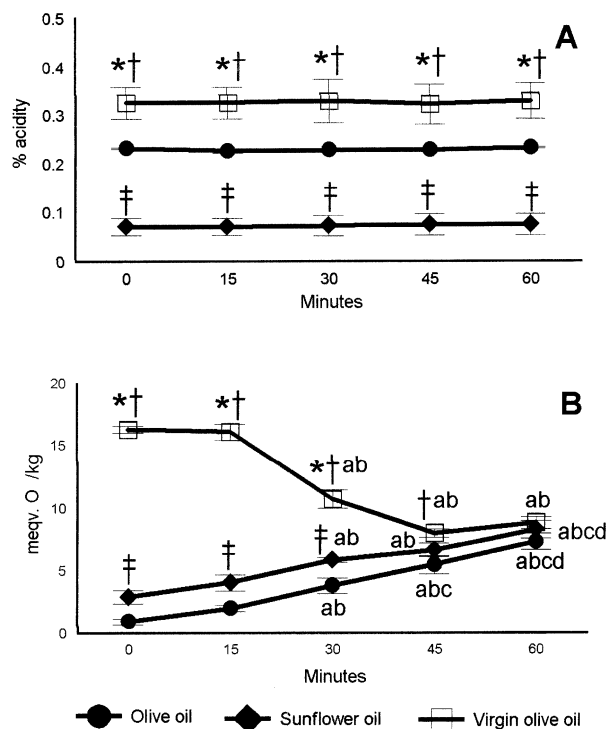 0.5
A
*† *† *† *† *†
0.4
0.3
% acidity
0.2
‡ ‡ ‡ ‡ ‡
0.1
0
0 15 30 45 60
Minutes
20
B
*† *†
15
*†ab
meqv. O /kg
10
†ab ab
‡ab ab abcd
‡ ‡
5
ab abc abcd
0
0 15 30 45 60
Minutes
Olive oil Sunflower oil Virgin olive oil